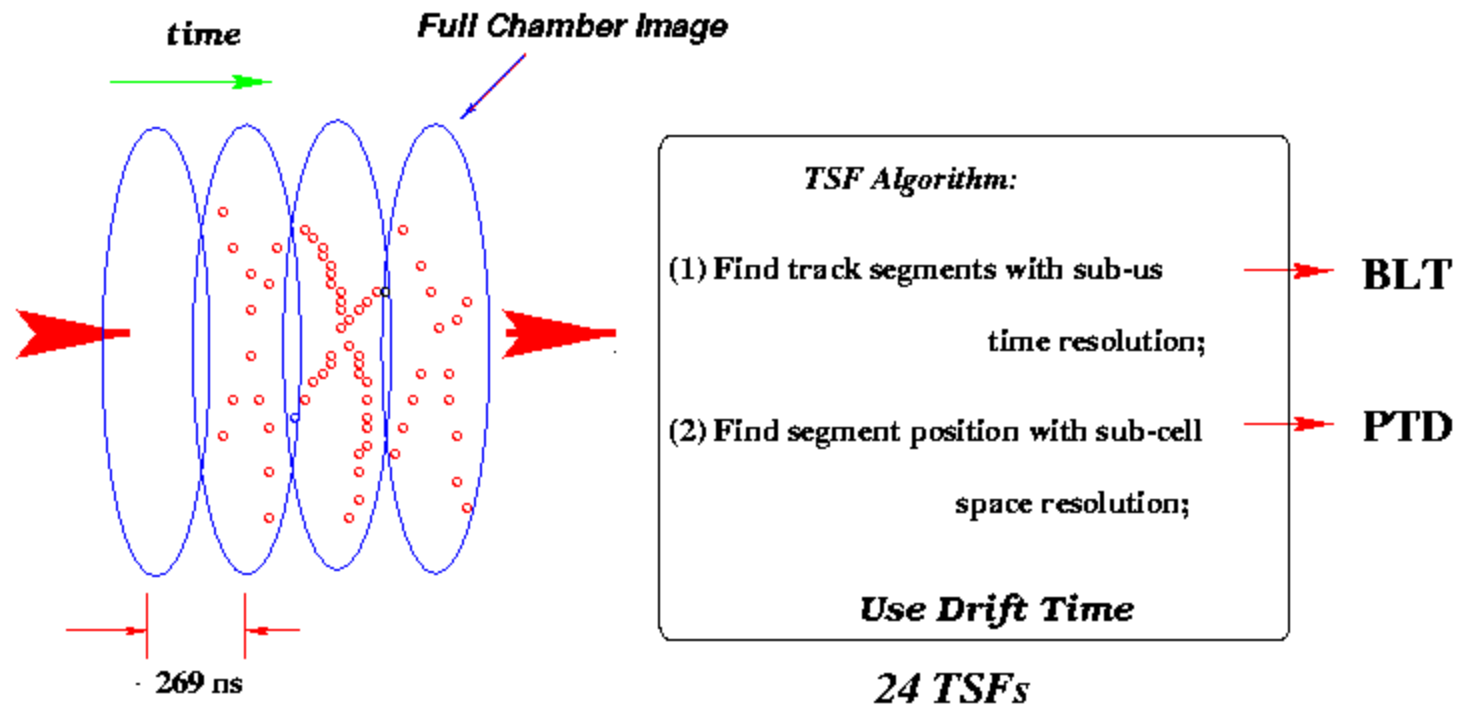 time
Full Chamber Image
TSF Algorithm:
(1) Find track segments with sub-us
time resolution;
BLT
(2) Find segment position with sub-cell
space resolution;
PTD
Use Drift Time
269 ns
24 TSFs